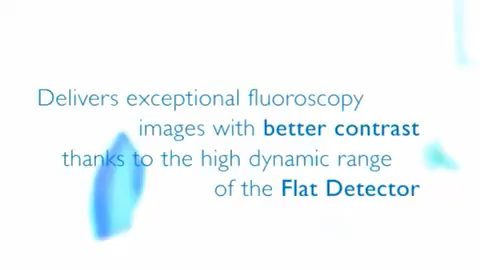 Delivers exceptional fluoroscopy
images with better contrast
thanks to the high dynamic range
of the Flat Detector